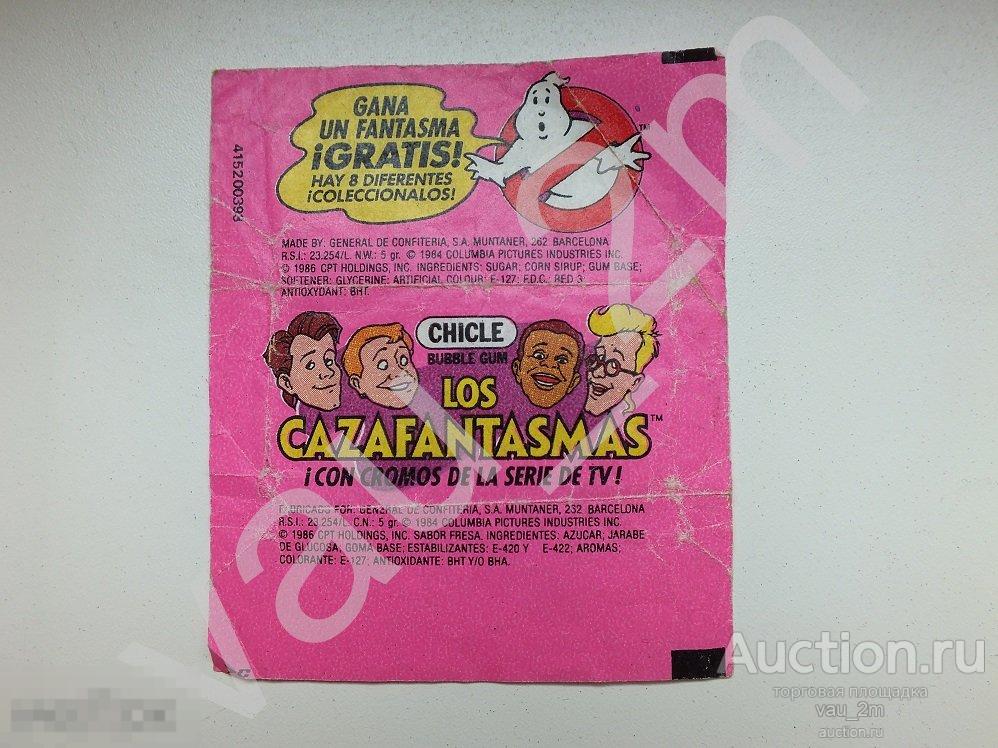 GANA
UN FANTASMA
¡GRATIS!
HAY 8 DIFERENTES
¡COLECCIONALOS!
TM
415200393
MADE BY: GENERAL DE CONFITERIA, S.A. MUNTANER, 262 BARCELONA
R.S.I.: 23.254/L. N.W.: 5 gr. © 1984 COLUMBIA PICTURES INDUSTRIES INC.
© 1986 CPT HOLDINGS, INC. INGREDIENTS: SUGAR; CORN SIRUP; GUM BASE;
SOFTENER: GLYCERINE: ARTIFICIAL COLOUR: E-127: F.D.C.: RED 3
ANTIOXYDANT: BHT.
CHICLE
BUBBLE GUM
LOS
CAZAFANTASMAS TM
¡CON CROMOS DE LA SERIE DE TV!
FABRICADO POR: GENERAL DE CONFITERIA, S.A. MUNTANER, 232 BARCELONA
R.S.I.: 23.254/L. C.N.: 5 gr. © 1984 COLUMBIA PICTURES INDUSTRIES INC.
© 1986 CPT HOLDINGS, INC. SABOR FRESA. INGREDIENTES: AZUCAR; JARABE
DE GLUCOSA; GOMA BASE; ESTABILIZANTES: E-420 Y E-422; AROMAS;
COLORANTE: E-127; ANTIOXIDANTE: BHT Y/O BHA.
vau_2m
Auction.ru
торговая площадка
vau_2m
auction.ru